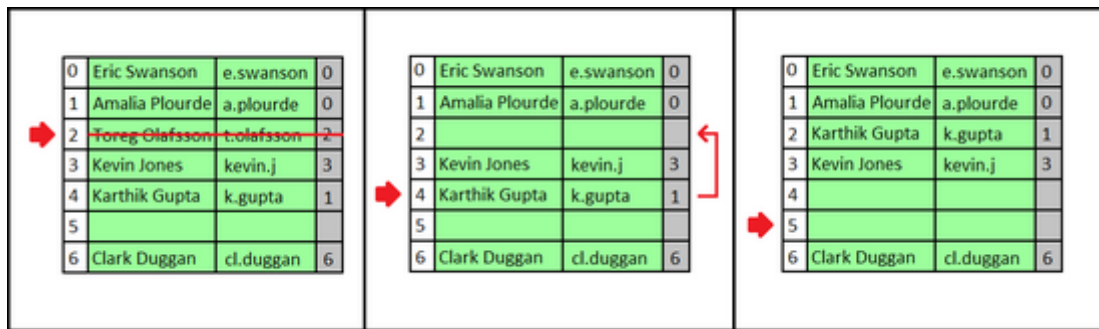 0 Eric Swanson e.swanson 0
1 Amalia Plourde a.plourde 0
2 Toreg Olafsson t.olafsson 2
3 Kevin Jones kevin.j 3
4 Karthik Gupta k.gupta 1
5
6 Clark Duggan cl.duggan 6
0 Eric Swanson e.swanson 0
1 Amalia Plourde a.plourde 0
2
3 Kevin Jones kevin.j 3
4 Karthik Gupta k.gupta 1
5
6 Clark Duggan cl.duggan 6
0 Eric Swanson e.swanson 0
1 Amalia Plourde a.plourde 0
2 Karthik Gupta k.gupta 1
3 Kevin Jones kevin.j 3
4
5
6 Clark Duggan cl.duggan 6